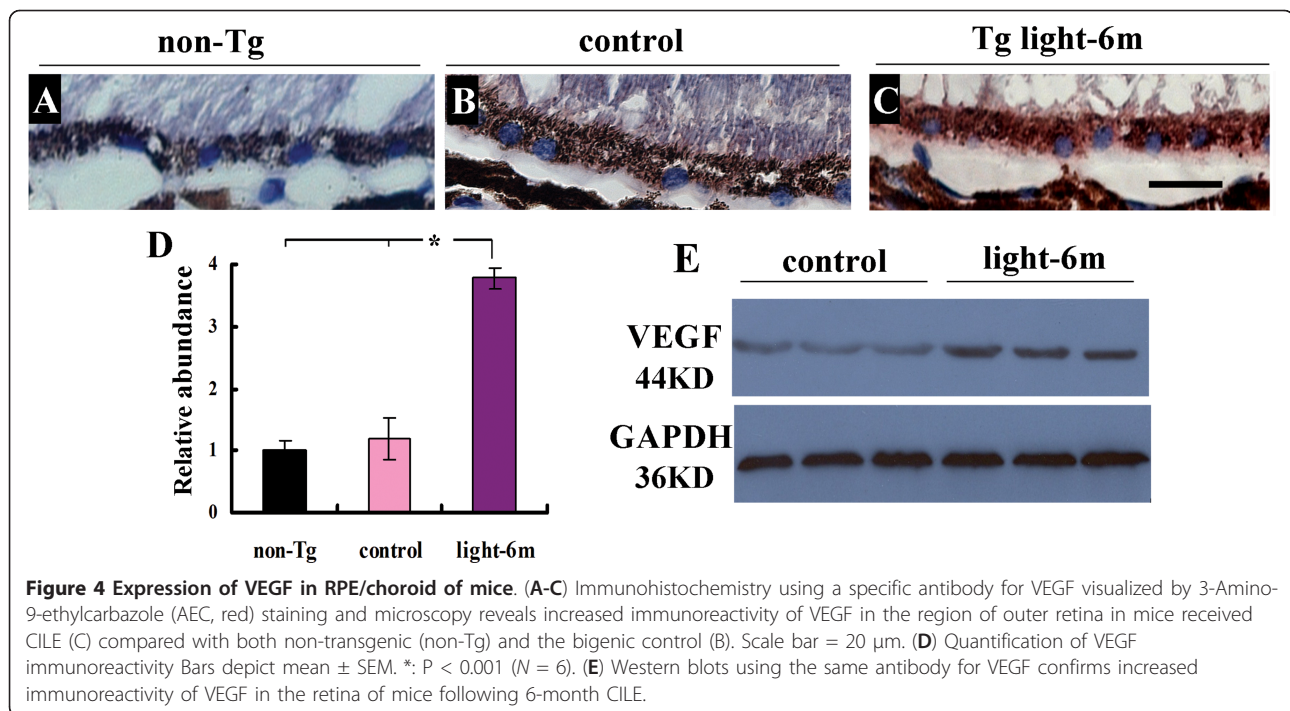 non-Tg
control
Tg light-6m
A
B
C
D
*
Relative abundance
4
3
2
1
0
non-Tg
control
light-6m
E
control
light-6m
VEGF
44KD
GAPDH
36KD
Figure 4 Expression of VEGF in RPE/choroid of mice. (A-C) Immunohistochemistry using a specific antibody for VEGF visualized by 3-Amino-
9-ethylcarbazole (AEC, red) staining and microscopy reveals increased immunoreactivity of VEGF in the region of outer retina in mice received
CILE (C) compared with both non-transgenic (non-Tg) and the bigenic control (B). Scale bar = 20 μm. (D) Quantification of VEGF
immunoreactivity Bars depict mean ± SEM. *: P < 0.001 (N = 6). (E) Western blots using the same antibody for VEGF confirms increased
immunoreactivity of VEGF in the retina of mice following 6-month CILE.